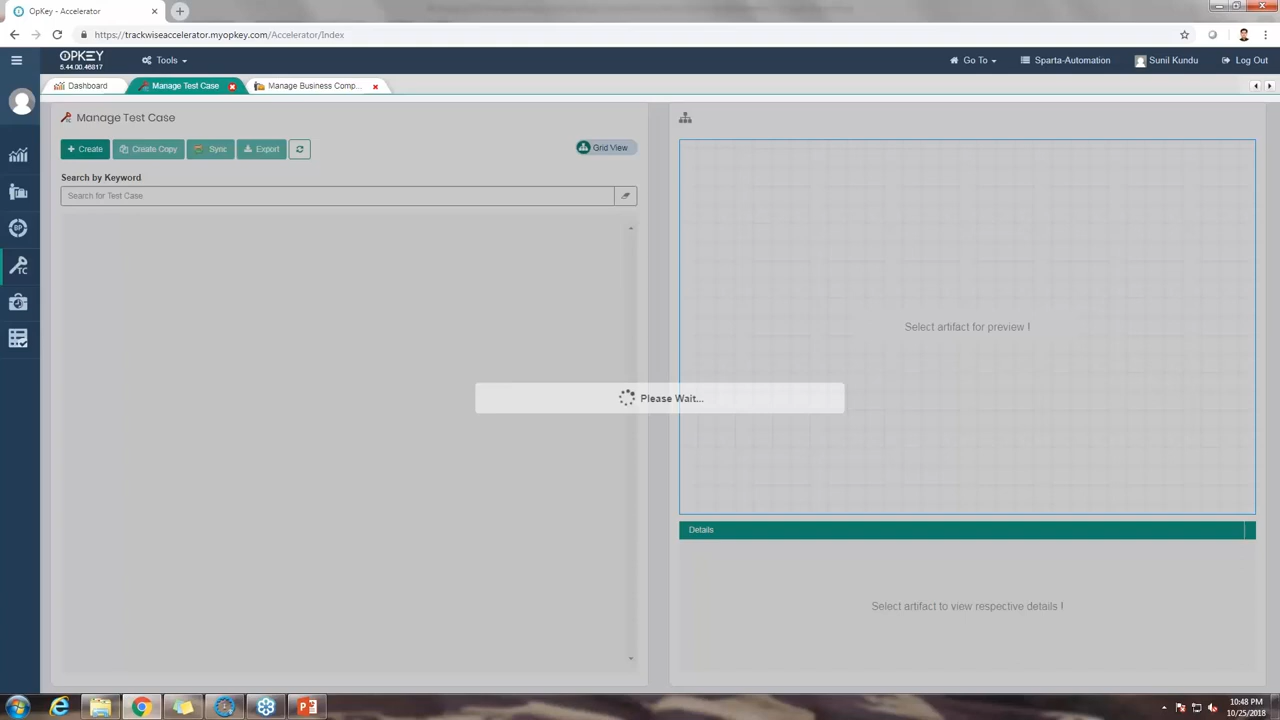 OpKey - Accelerator
https://trackwiseaccelerator.myopkey.com/Accelerator/Index
OPKEY
5.44.00.46817
Tools
Go To
Sparta-Automation
Sunil Kundu
Log Out
Dashboard
Manage Test Case
Manage Business Comp...
Manage Test Case
Create
Create Copy
Sync
Export
Grid View
Search by Keyword
Search for Test Case
Select artifact for preview !
Please Wait...
Details
Select artifact to view respective details !
BP
TC
10:48 PM
10/25/2018